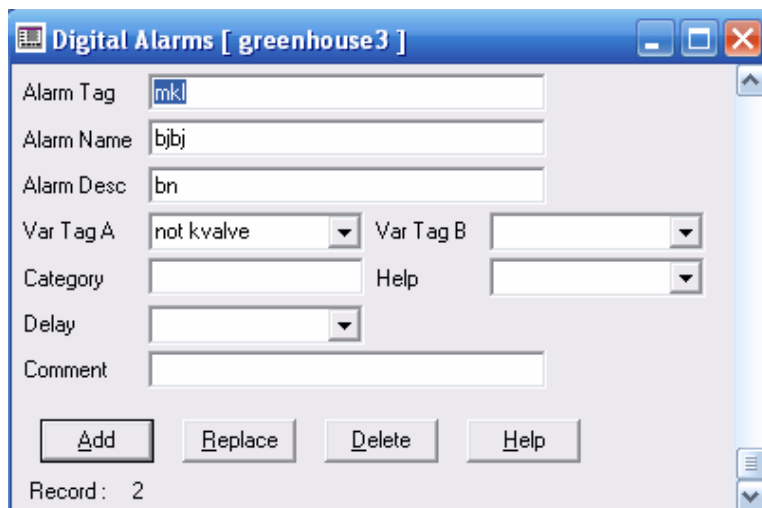 Digital Alarms [ greenhouse3 ]
Alarm Tag mkl
Alarm Name bjbj
Alarm Desc bn
Var Tag A not kvalve Var Tag B
Category Help
Delay
Comment
Add Replace Delete Help
Record : 2